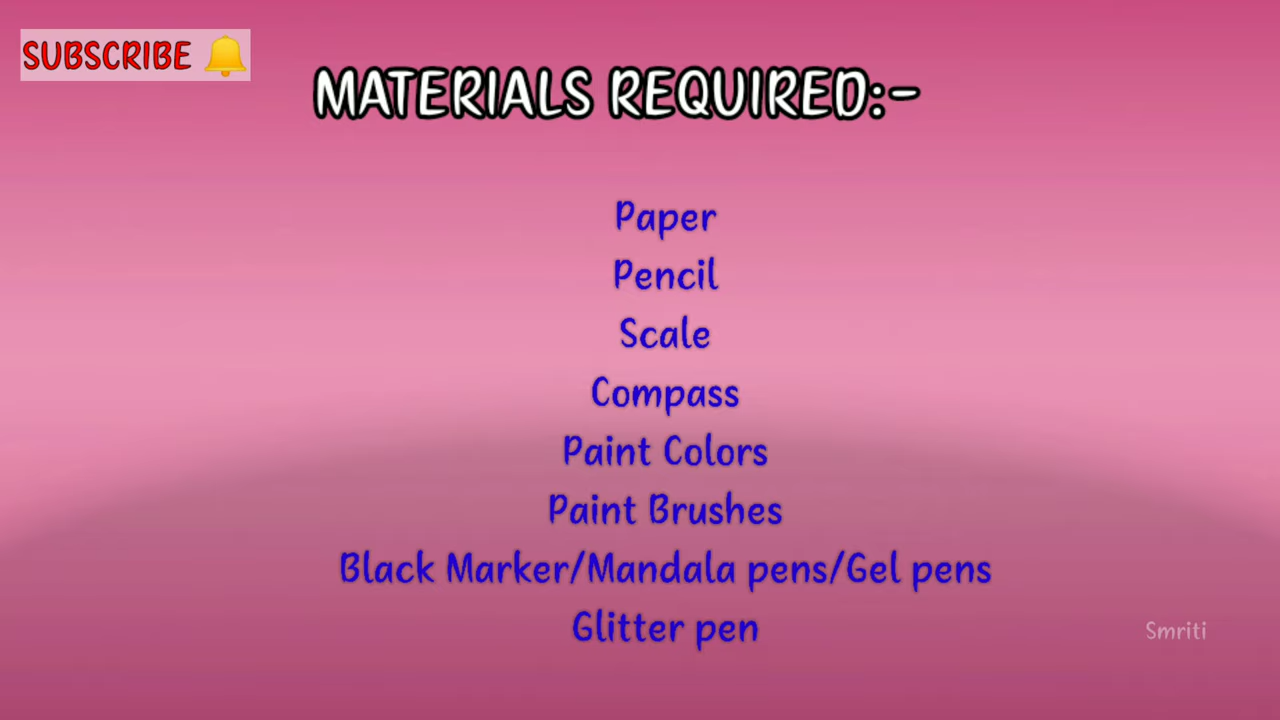 SUBSCRIBE
MATERIALS REQUIRED:-
Paper
Pencil
Scale
Compass
Paint Colors
Paint Brushes
Black Marker/Mandala pens/Gel pens
Glitter pen
Smriti